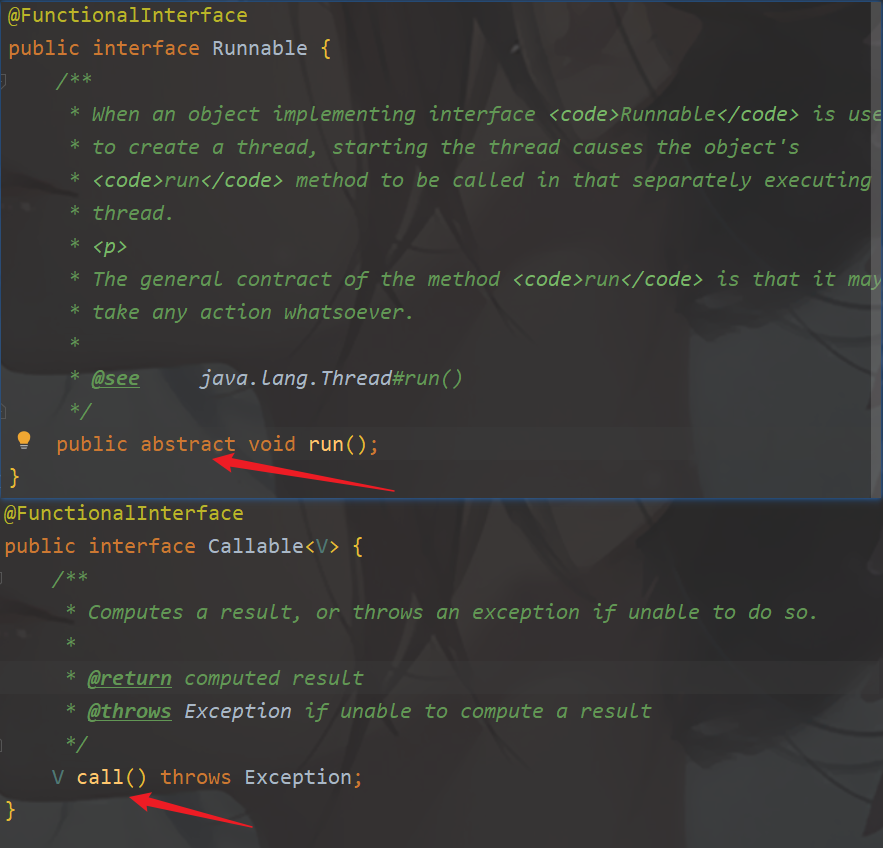 @FunctionalInterface
public interface Runnable {
/**
* When an object implementing interface <code>Runnable</code> is use
* to create a thread, starting the thread causes the object's
* <code>run</code> method to be called in that separately executing
* thread.
* <p>
* The general contract of the method <code>run</code> is that it may
* take any action whatsoever.
*
* @see     java.lang.Thread#run()
*/
public abstract void run();
}
@FunctionalInterface
public interface Callable<V> {
/**
* Computes a result, or throws an exception if unable to do so.
*
* @return computed result
* @throws Exception if unable to compute a result
*/
V call() throws Exception;
}